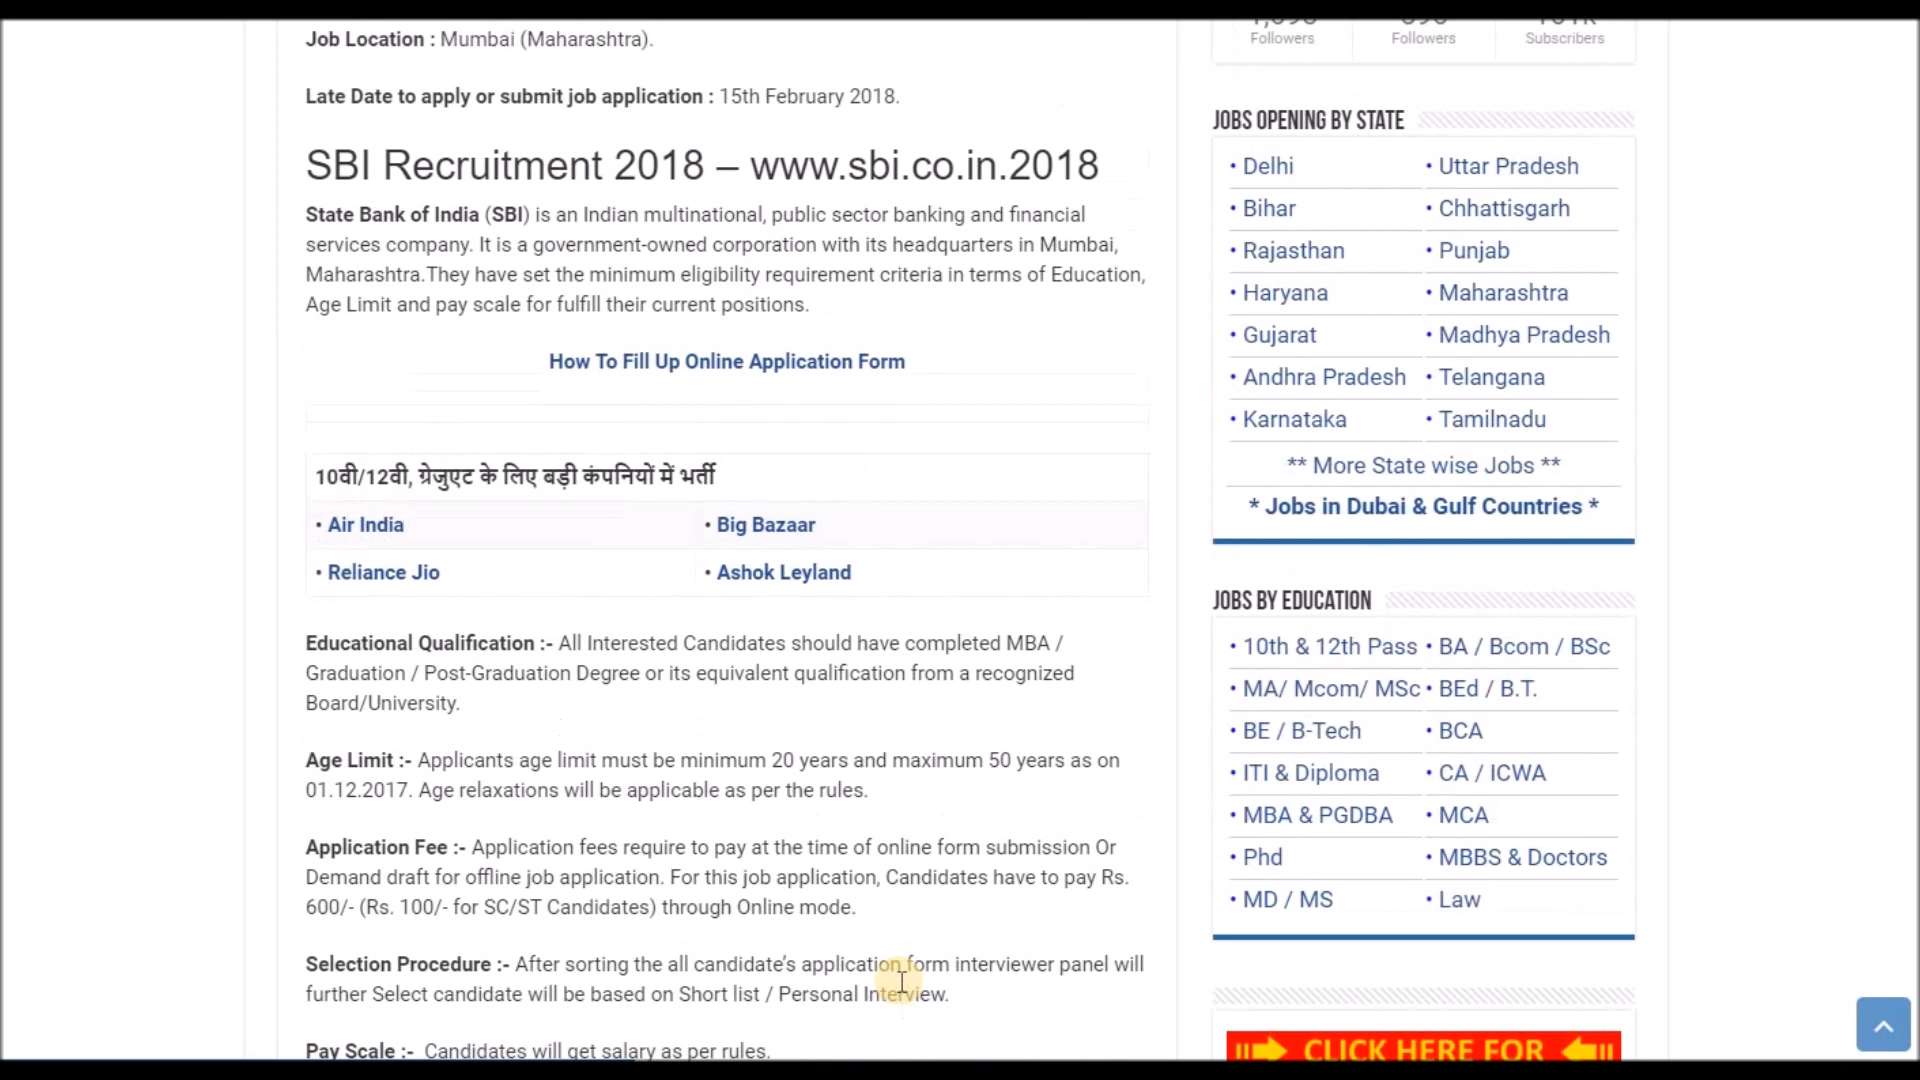 Job Location : Mumbai (Maharashtra).
Late Date to apply or submit job application : 15th February 2018.
SBI Recruitment 2018 – www.sbi.co.in.2018
State Bank of India (SBI) is an Indian multinational, public sector banking and financial
services company. It is a government-owned corporation with its headquarters in Mumbai,
Maharashtra.They have set the minimum eligibility requirement criteria in terms of Education,
Age Limit and pay scale for fulfill their current positions.
How To Fill Up Online Application Form
10वी/12वी, ग्रेजुएट के लिए बड़ी कंपनियों में भर्ती
• Air India • Big Bazaar
• Reliance Jio • Ashok Leyland
Educational Qualification :- All Interested Candidates should have completed MBA /
Graduation / Post-Graduation Degree or its equivalent qualification from a recognized
Board/University.
Age Limit :- Applicants age limit must be minimum 20 years and maximum 50 years as on
01.12.2017. Age relaxations will be applicable as per the rules.
Application Fee :- Application fees require to pay at the time of online form submission Or
Demand draft for offline job application. For this job application, Candidates have to pay Rs.
600/- (Rs. 100/- for SC/ST Candidates) through Online mode.
Selection Procedure :- After sorting the all candidate's application form interviewer panel will
further Select candidate will be based on Short list / Personal Interview.
Pay Scale :- Candidates will get salary as per rules.
Followers Followers Subscribers
JOBS OPENING BY STATE
• Delhi • Uttar Pradesh
• Bihar • Chhattisgarh
• Rajasthan • Punjab
• Haryana • Maharashtra
• Gujarat • Madhya Pradesh
• Andhra Pradesh • Telangana
• Karnataka • Tamilnadu
** More State wise Jobs **
* Jobs in Dubai & Gulf Countries *
JOBS BY EDUCATION
• 10th & 12th Pass • BA / Bcom / BSc
• MA/ Mcom/ MSc • BEd / B.T.
• BE / B-Tech • BCA
• ITI & Diploma • CA / ICWA
• MBA & PGDBA • MCA
• Phd • MBBS & Doctors
• MD / MS • Law
CLICK HERE FOR